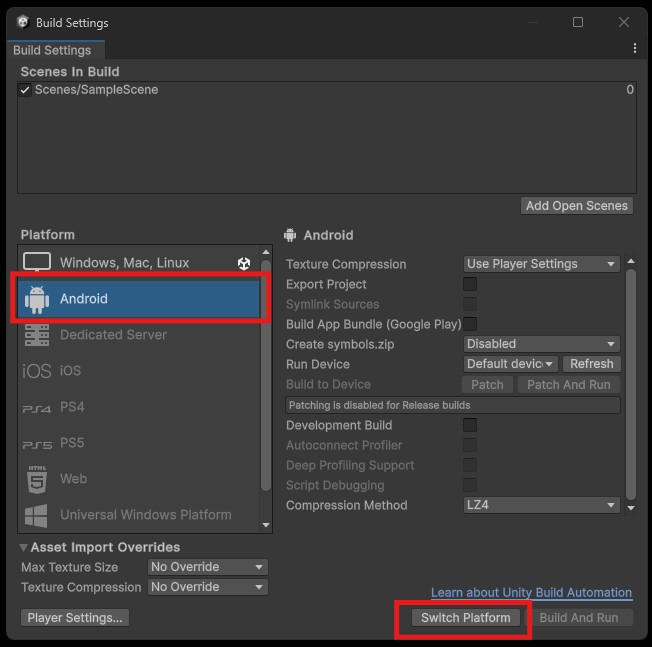 Build Settings
Build Settings
Scenes In Build
Scenes/SampleScene 0
Add Open Scenes
Platform
Windows, Mac, Linux
Android
Dedicated Server
iOS iOS
PS4 PS4
PS5 PS5
HTML 5 Web
Universal Windows Platform
Android
Texture Compression Use Player Settings
Export Project
Symlink Sources
Build App Bundle (Google Play)
Create symbols.zip Disabled
Run Device Default devic Refresh
Build to Device Patch Patch And Run
Patching is disabled for Release builds
Development Build
Autoconnect Profiler
Deep Profiling Support
Script Debugging
Compression Method LZ4
Asset Import Overrides
Max Texture Size No Override
Texture Compression No Override
Learn about Unity Build Automation
Player Settings... Switch Platform Build And Run